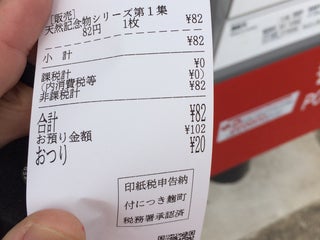 [販売]
天然記念物シリーズ第1集
82円 1枚 ¥82
小 計 ¥82
課税計 ¥0
(内消費税等 ¥0)
非課税計 ¥82
合計 ¥82
お預り金額 ¥102
おつり ¥20
印紙税申告納
付につき麹町
税務署承認済
PO